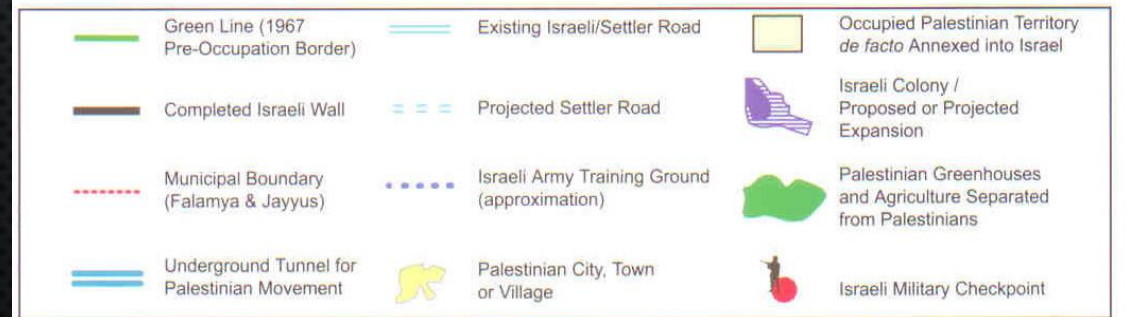 Green Line (1967
Pre-Occupation Border)
Completed Israeli Wall
Municipal Boundary
(Falamya & Jayyus)
Underground Tunnel for
Palestinian Movement
Existing Israeli/Settler Road
Projected Settler Road
Israeli Army Training Ground
(approximation)
Palestinian City, Town
or Village
Occupied Palestinian Territory
de facto Annexed into Israel
Israeli Colony /
Proposed or Projected
Expansion
Palestinian Greenhouses
and Agriculture Separated
from Palestinians
Israeli Military Checkpoint